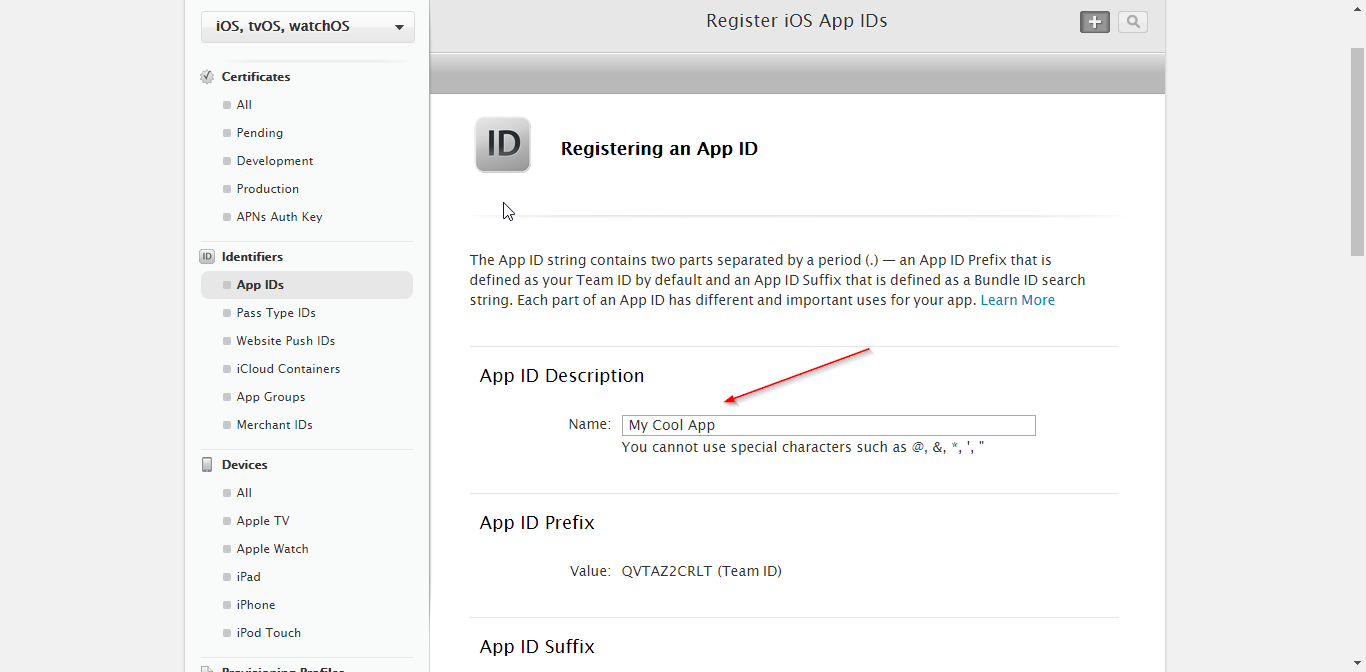 iOS, tvOS, watchOS
Certificates
All
Pending
Development
Production
APNs Auth Key
ID Identifiers
App IDs
Pass Type IDs
Website Push IDs
iCloud Containers
App Groups
Merchant IDs
Devices
All
Apple TV
Apple Watch
iPad
iPhone
iPod Touch
Provisioning Profiles
Register iOS App IDs
ID
Registering an App ID
The App ID string contains two parts separated by a period (.) — an App ID Prefix that is
defined as your Team ID by default and an App ID Suffix that is defined as a Bundle ID search
string. Each part of an App ID has different and important uses for your app. Learn More
App ID Description
Name: My Cool App
You cannot use special characters such as @, &, *, ', "
App ID Prefix
Value: QVTAZ2CRLT (Team ID)
App ID Suffix